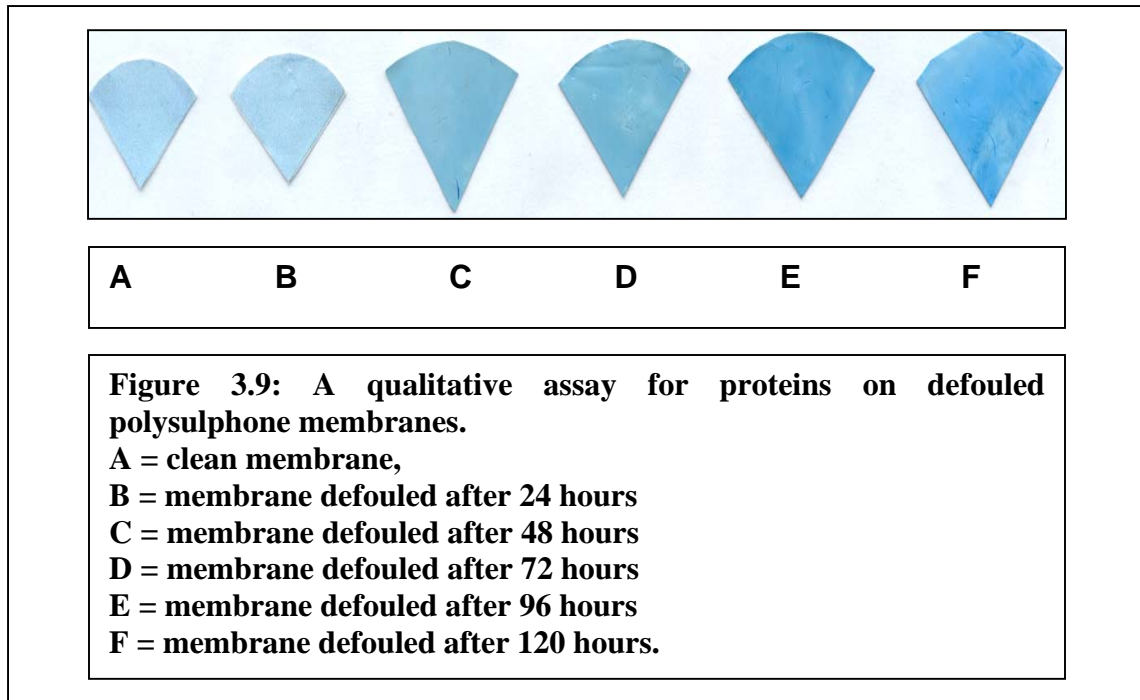 A B C D E F
Figure 3.9: A qualitative assay for proteins on defouled
polysulphone membranes.
A = clean membrane,
B = membrane defouled after 24 hours
C = membrane defouled after 48 hours
D = membrane defouled after 72 hours
E = membrane defouled after 96 hours
F = membrane defouled after 120 hours.